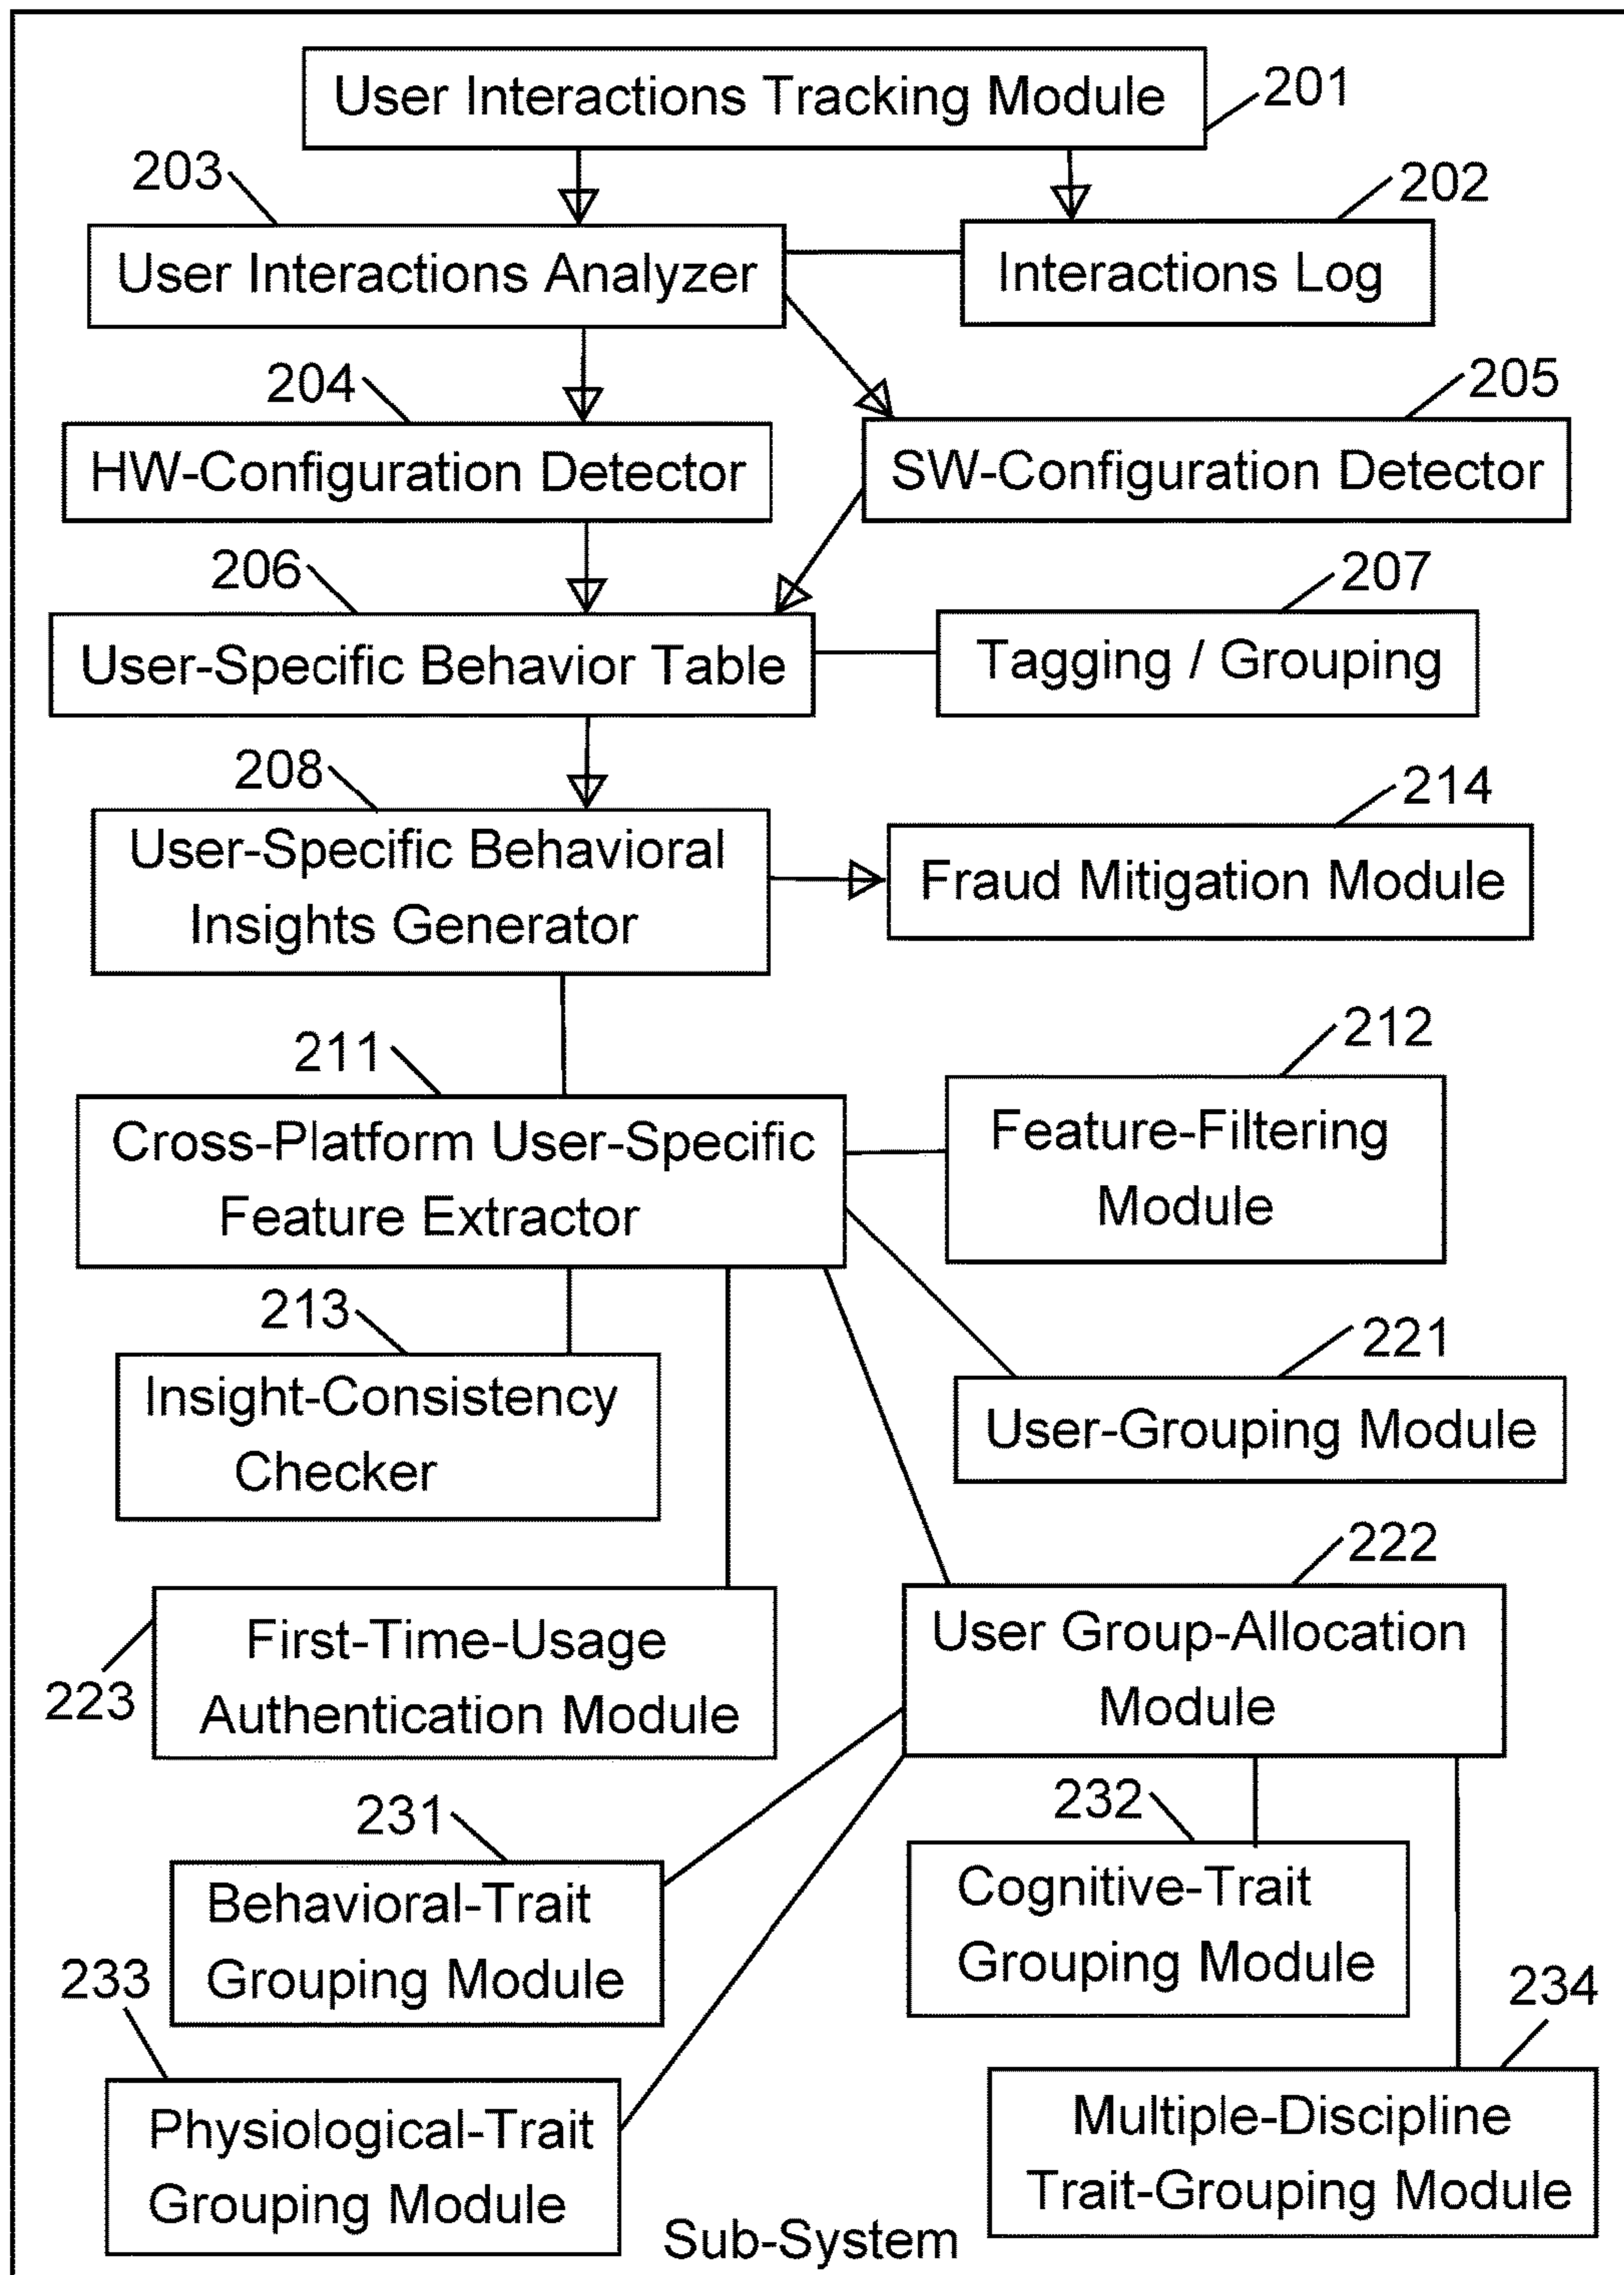 User Interactions Tracking Module
201
203
202
User Interactions Analyzer
Interactions Log
204
205
HW-Configuration Detector
SW-Configuration Detector
206
207
User-Specific Behavior Table
Tagging / Grouping
208
214
User-Specific Behavioral
Insights Generator
Fraud Mitigation Module
211
212
Cross-Platform User-Specific
Feature Extractor
Feature-Filtering
Module
213
221
Insight-Consistency
Checker
User-Grouping Module
222
223
First-Time-Usage
Authentication Module
User Group-Allocation
Module
231
232
Behavioral-Trait
Grouping Module
Cognitive-Trait
Grouping Module
233
234
Physiological-Trait
Grouping Module
Multiple-Discipline
Trait-Grouping Module
Sub-System